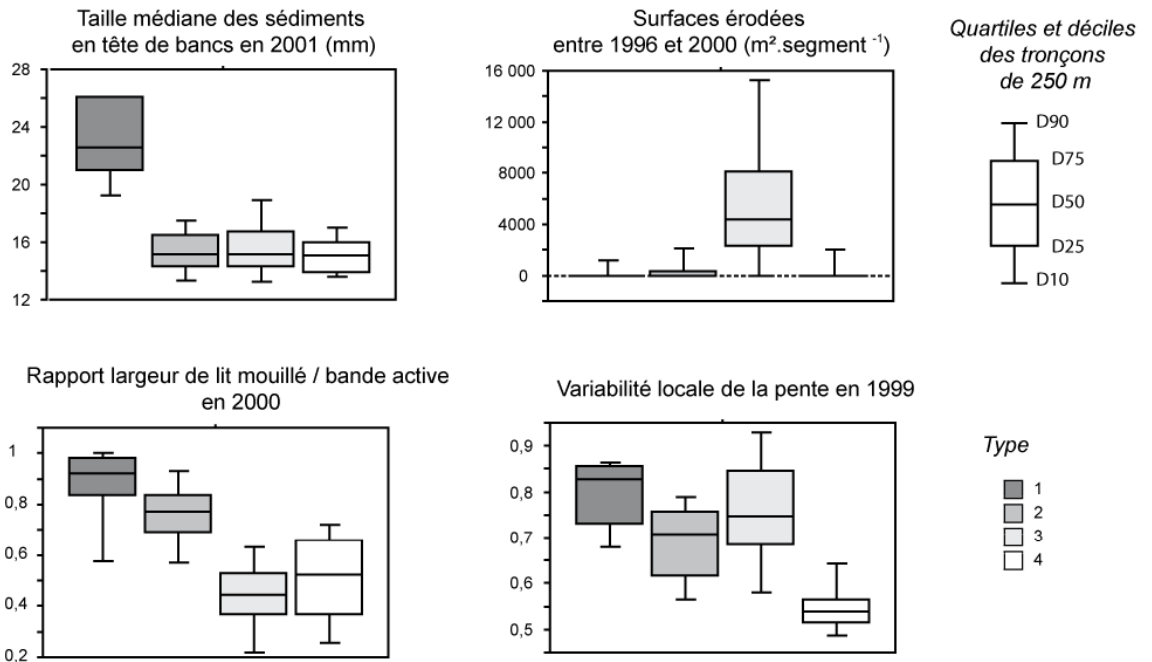 Taille médiane des sédiments
en tête de bancs en 2001 (mm)
28
24
20
16
12
Surfaces érodées
entre 1996 et 2000 (m².segment ⁻¹)
16 000
12 000
8000
4000
0
Quartiles et déciles
des tronçons
de 250 m
D90
D75
D50
D25
D10
Rapport largeur de lit mouillé / bande active
en 2000
1
0,8
0,6
0,4
0,2
Variabilité locale de la pente en 1999
0,9
0,8
0,7
0,6
0,5
Type
1
2
3
4